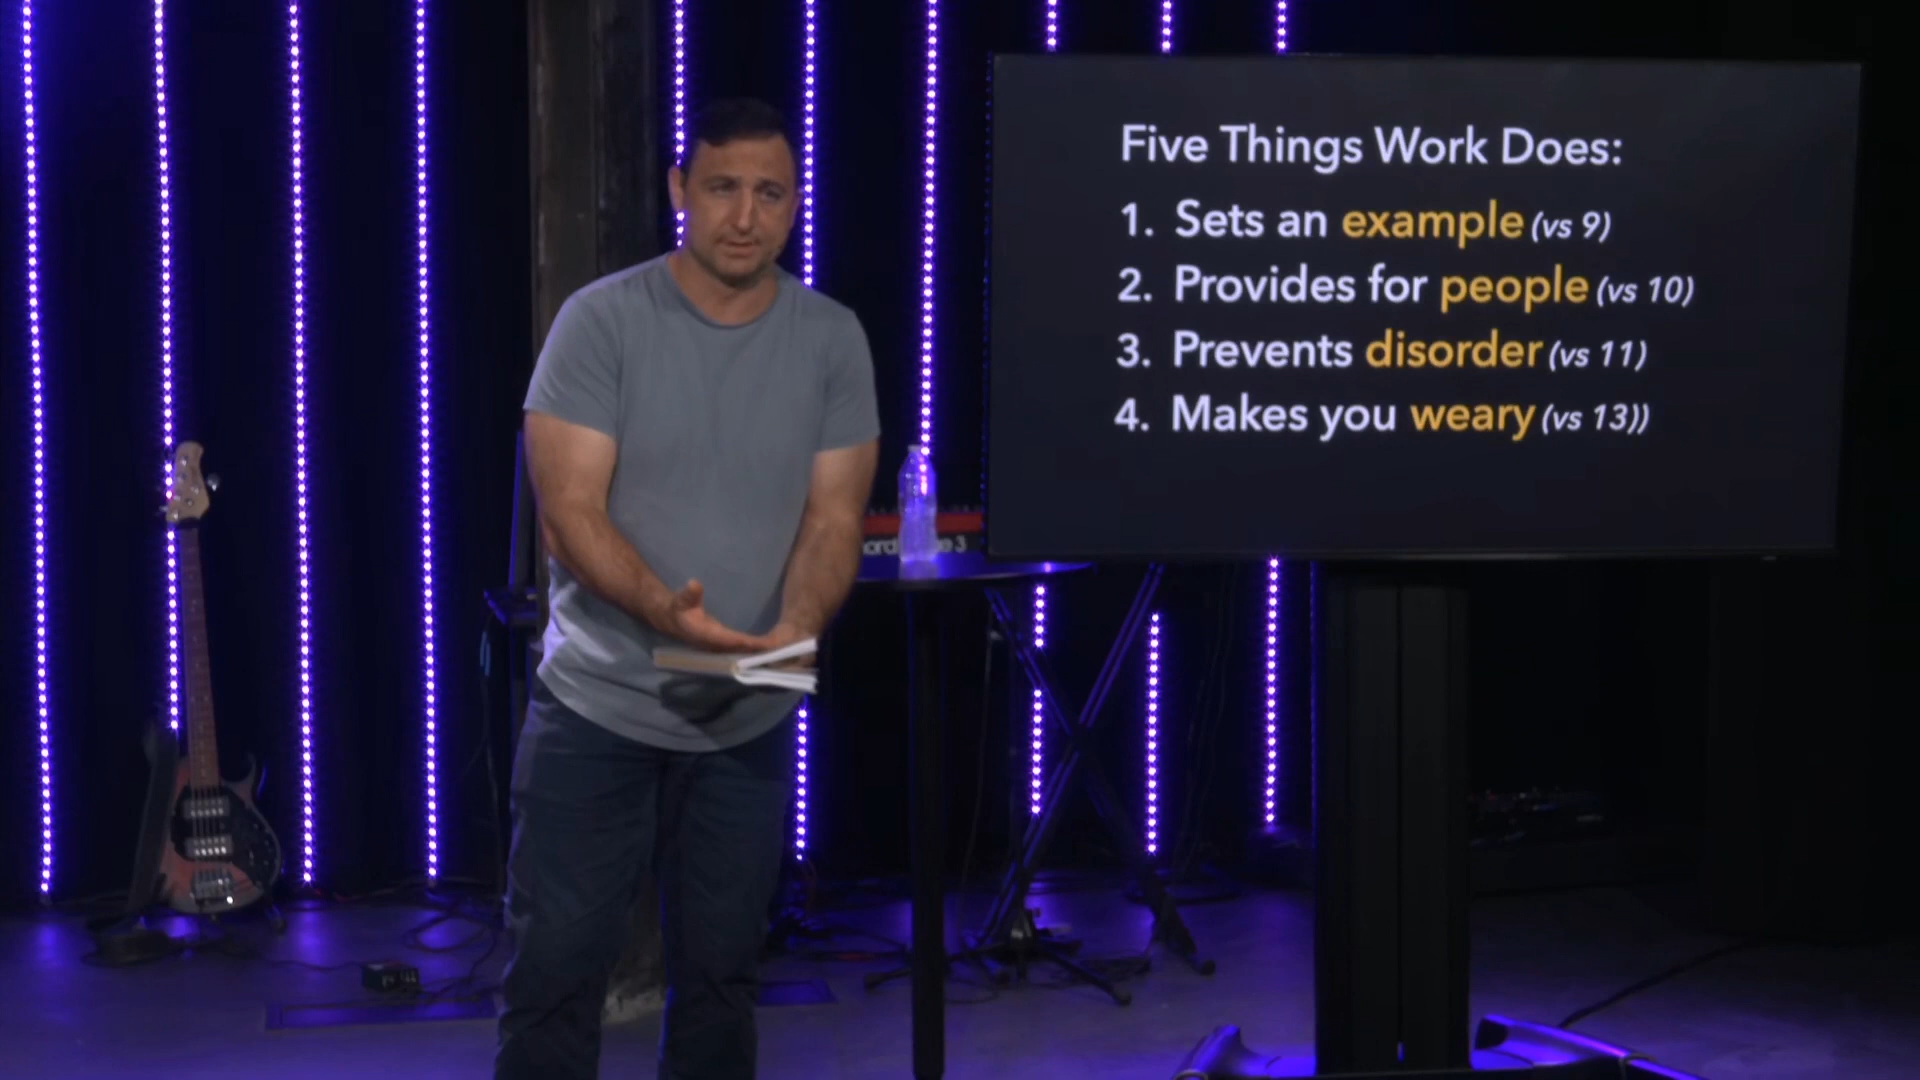 Five Things Work Does:
1. Sets an example (vs 9)
2. Provides for people (vs 10)
3. Prevents disorder (vs 11)
4. Makes you weary (vs 13))
3